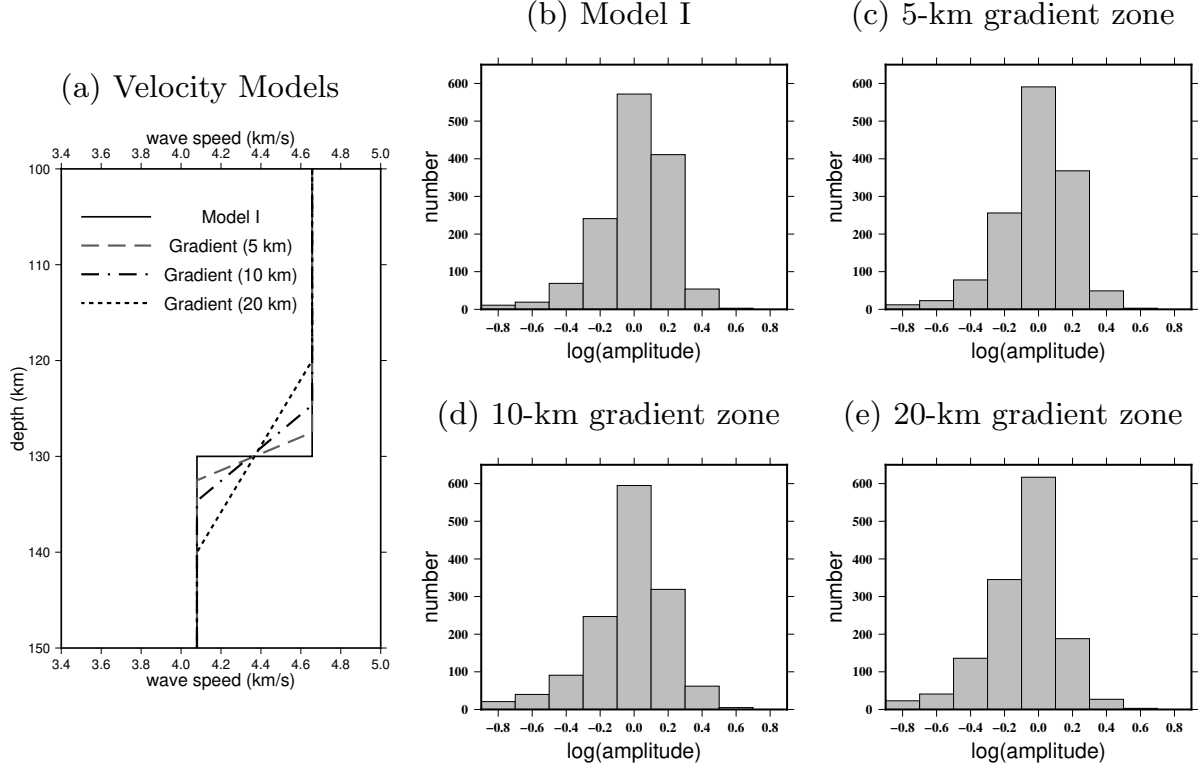 (a) Velocity Models
wave speed (km/s)
3.4 3.6 3.8 4.0 4.2 4.4 4.6 4.8 5.0
100
110
120
130
140
150
depth (km)
Model I
Gradient (5 km)
Gradient (10 km)
Gradient (20 km)
3.4 3.6 3.8 4.0 4.2 4.4 4.6 4.8 5.0
wave speed (km/s)
(b) Model I
600
500
400
300
200
100
0
number
−0.8 −0.6 −0.4 −0.2 0.0 0.2 0.4 0.6 0.8
log(amplitude)
(c) 5-km gradient zone
600
500
400
300
200
100
0
number
−0.8 −0.6 −0.4 −0.2 0.0 0.2 0.4 0.6 0.8
log(amplitude)
(d) 10-km gradient zone
600
500
400
300
200
100
0
number
−0.8 −0.6 −0.4 −0.2 0.0 0.2 0.4 0.6 0.8
log(amplitude)
(e) 20-km gradient zone
600
500
400
300
200
100
0
number
−0.8 −0.6 −0.4 −0.2 0.0 0.2 0.4 0.6 0.8
log(amplitude)